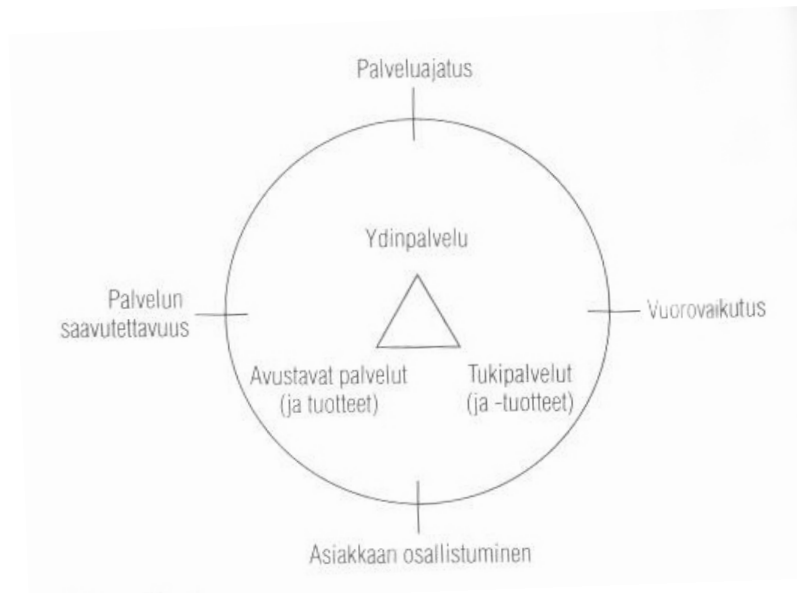 Palveluajatus
Ydinpalvelu
Palvelun
saavutettavuus
Vuorovaikutus
Avustavat palvelut
(ja tuotteet)
Tukipalvelut
(ja -tuotteet)
Asiakkaan osallistuminen